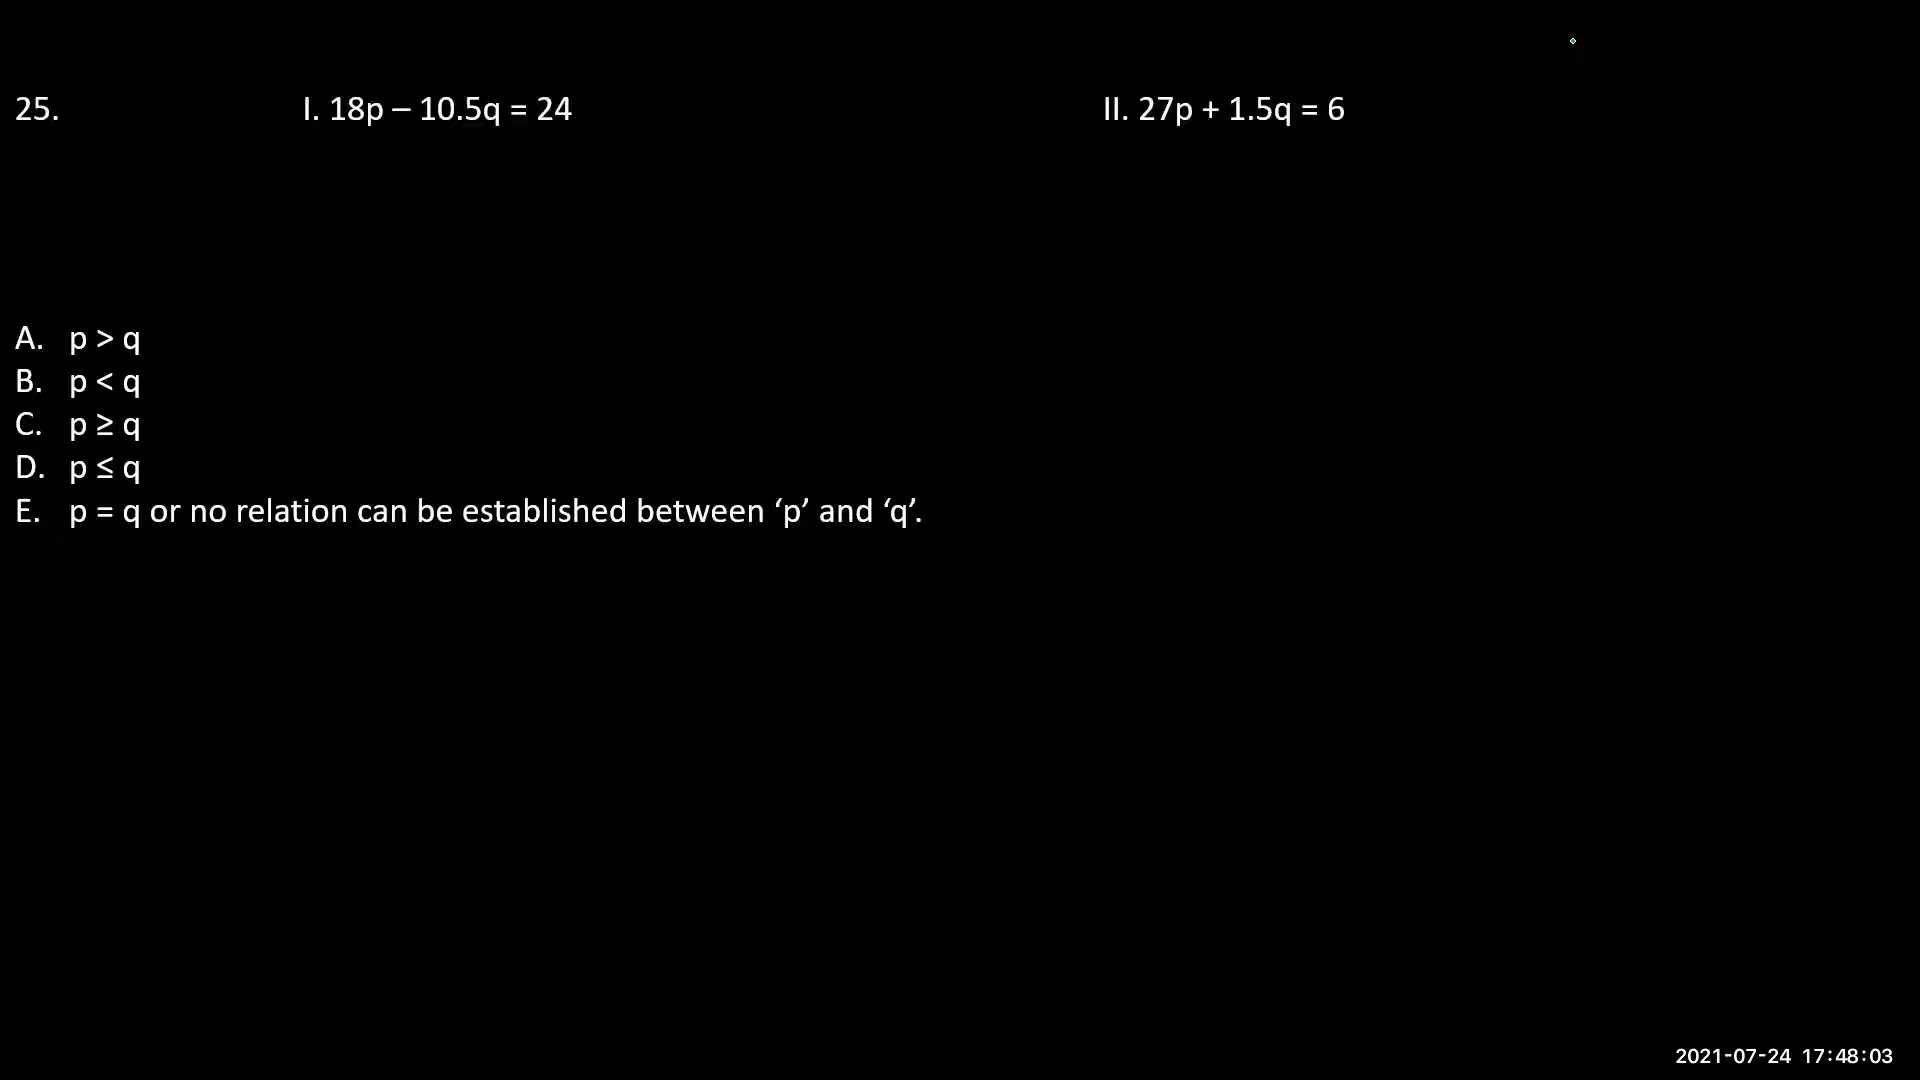 25. I. 18p – 10.5q = 24 II. 27p + 1.5q = 6
A. p > q
B. p < q
C. p ≥ q
D. p ≤ q
E. p = q or no relation can be established between ‘p’ and ‘q’.
2021-07-24 17:48:03